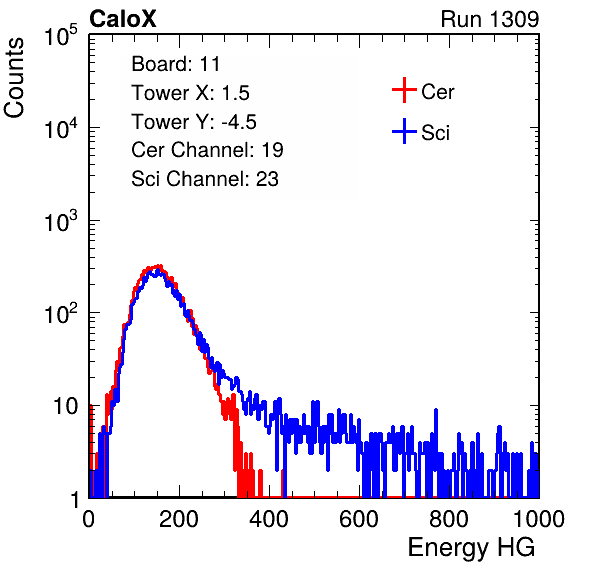 CaloX Run 1309
Counts
Board: 11
Tower X: 1.5
Tower Y: -4.5
Cer Channel: 19
Sci Channel: 23
Cer
Sci
10^5
10^4
10^3
10^2
10
1
0 200 400 600 800 1000
Energy HG